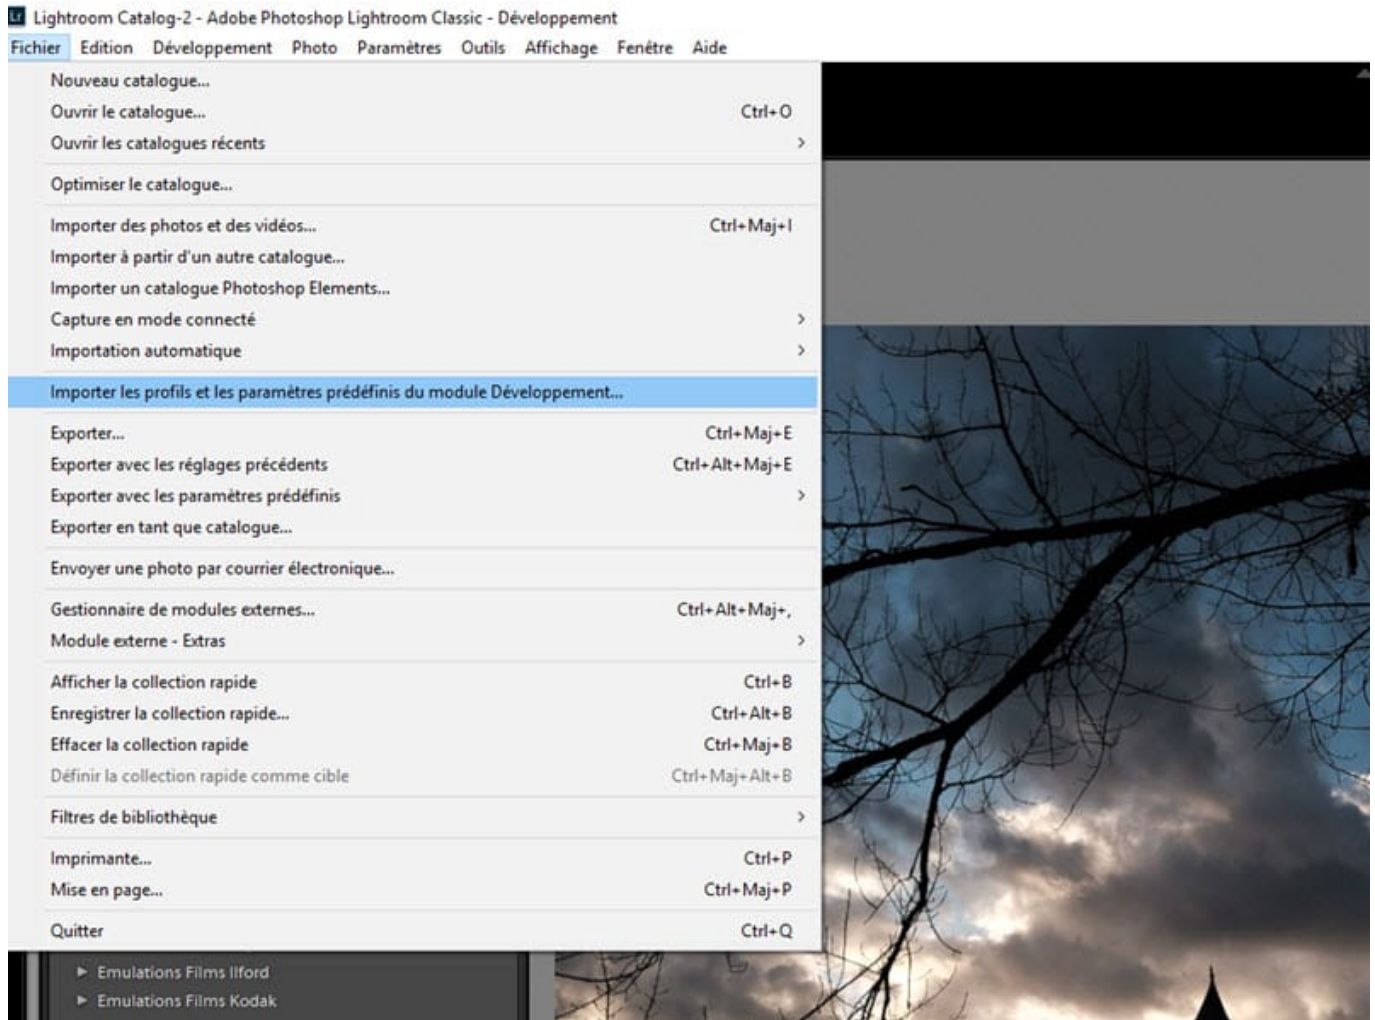 Lr Lightroom Catalog-2 - Adobe Photoshop Lightroom Classic - Développement
Fichier Edition Développement Photo Paramètres Outils Affichage Fenêtre Aide
Nouveau catalogue...
Ouvrir le catalogue... Ctrl+O
Ouvrir les catalogues récents >
Optimiser le catalogue...
Importer des photos et des vidéos... Ctrl+Maj+I
Importer à partir d'un autre catalogue...
Importer un catalogue Photoshop Elements...
Capture en mode connecté >
Importation automatique >
Importer les profils et les paramètres prédéfinis du module Développement...
Exporter... Ctrl+Maj+E
Exporter avec les réglages précédents Ctrl+Alt+Maj+E
Exporter avec les paramètres prédéfinis >
Exporter en tant que catalogue...
Envoyer une photo par courrier électronique...
Gestionnaire de modules externes... Ctrl+Alt+Maj+,
Module externe - Extras >
Afficher la collection rapide Ctrl+B
Enregistrer la collection rapide... Ctrl+Alt+B
Effacer la collection rapide Ctrl+Maj+B
Définir la collection rapide comme cible Ctrl+Maj+Alt+B
Filtres de bibliothèque >
Imprimante... Ctrl+P
Mise en page... Ctrl+Maj+P
Quitter Ctrl+Q
Emulations Films Ilford
Emulations Films Kodak